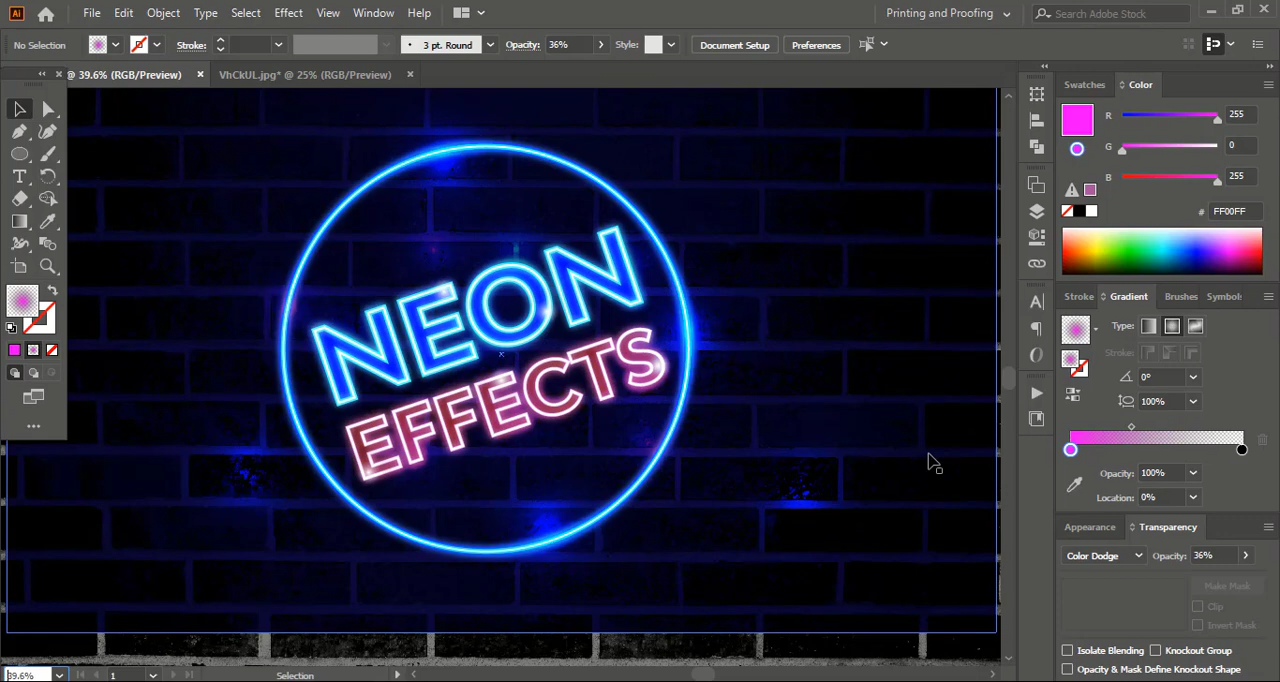 Ai File Edit Object Type Select Effect View Window Help Printing and Proofing Search Adobe Stock
No Selection Stroke: 3 pt. Round Opacity: 36% Style: Document Setup Preferences
@ 39.6% (RGB/Preview) × VhCkUL.jpg* @ 25% (RGB/Preview) ×
Swatches Color
R 255
G 0
B 255
# FF00FF
Stroke Gradient Brushes Symbol:
Type:
Stroke:
0°
100%
Opacity: 100%
Location: 0%
Appearance Transparency
Color Dodge Opacity: 36%
Make Mask
Clip
Invert Mask
Isolate Blending Knockout Group
Opacity & Mask Define Knockout Shape
NEON
EFFECTS
39.6% 1 Selection